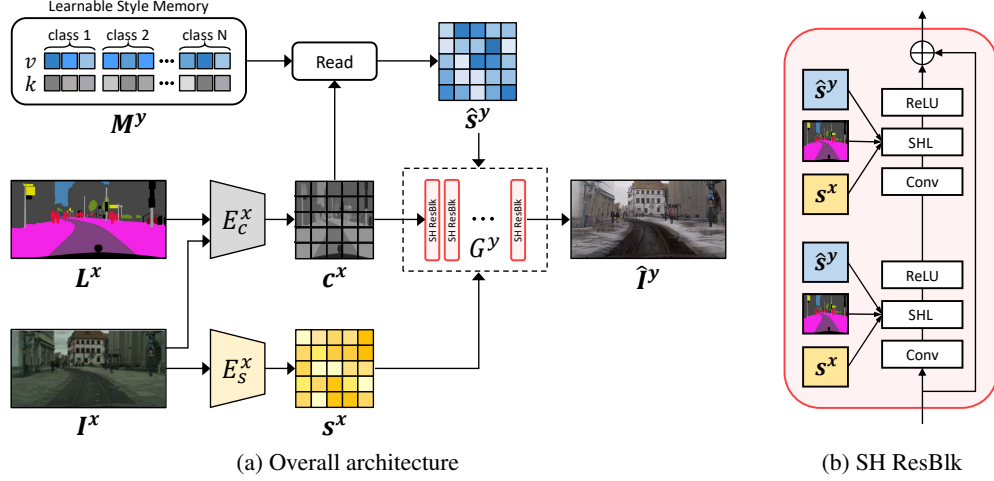 Learnable Style Memory
class 1 class 2 class N
v ...
k ...
M^y
Read
ŝ^y
L^x
E_c^x
c^x
SH ResBlk SH ResBlk ... SH ResBlk
G^y
Î^y
I^x
E_s^x
s^x
(a) Overall architecture
ŝ^y
ReLU
SHL
s^x
Conv
ŝ^y
ReLU
SHL
s^x
Conv
(b) SH ResBlk